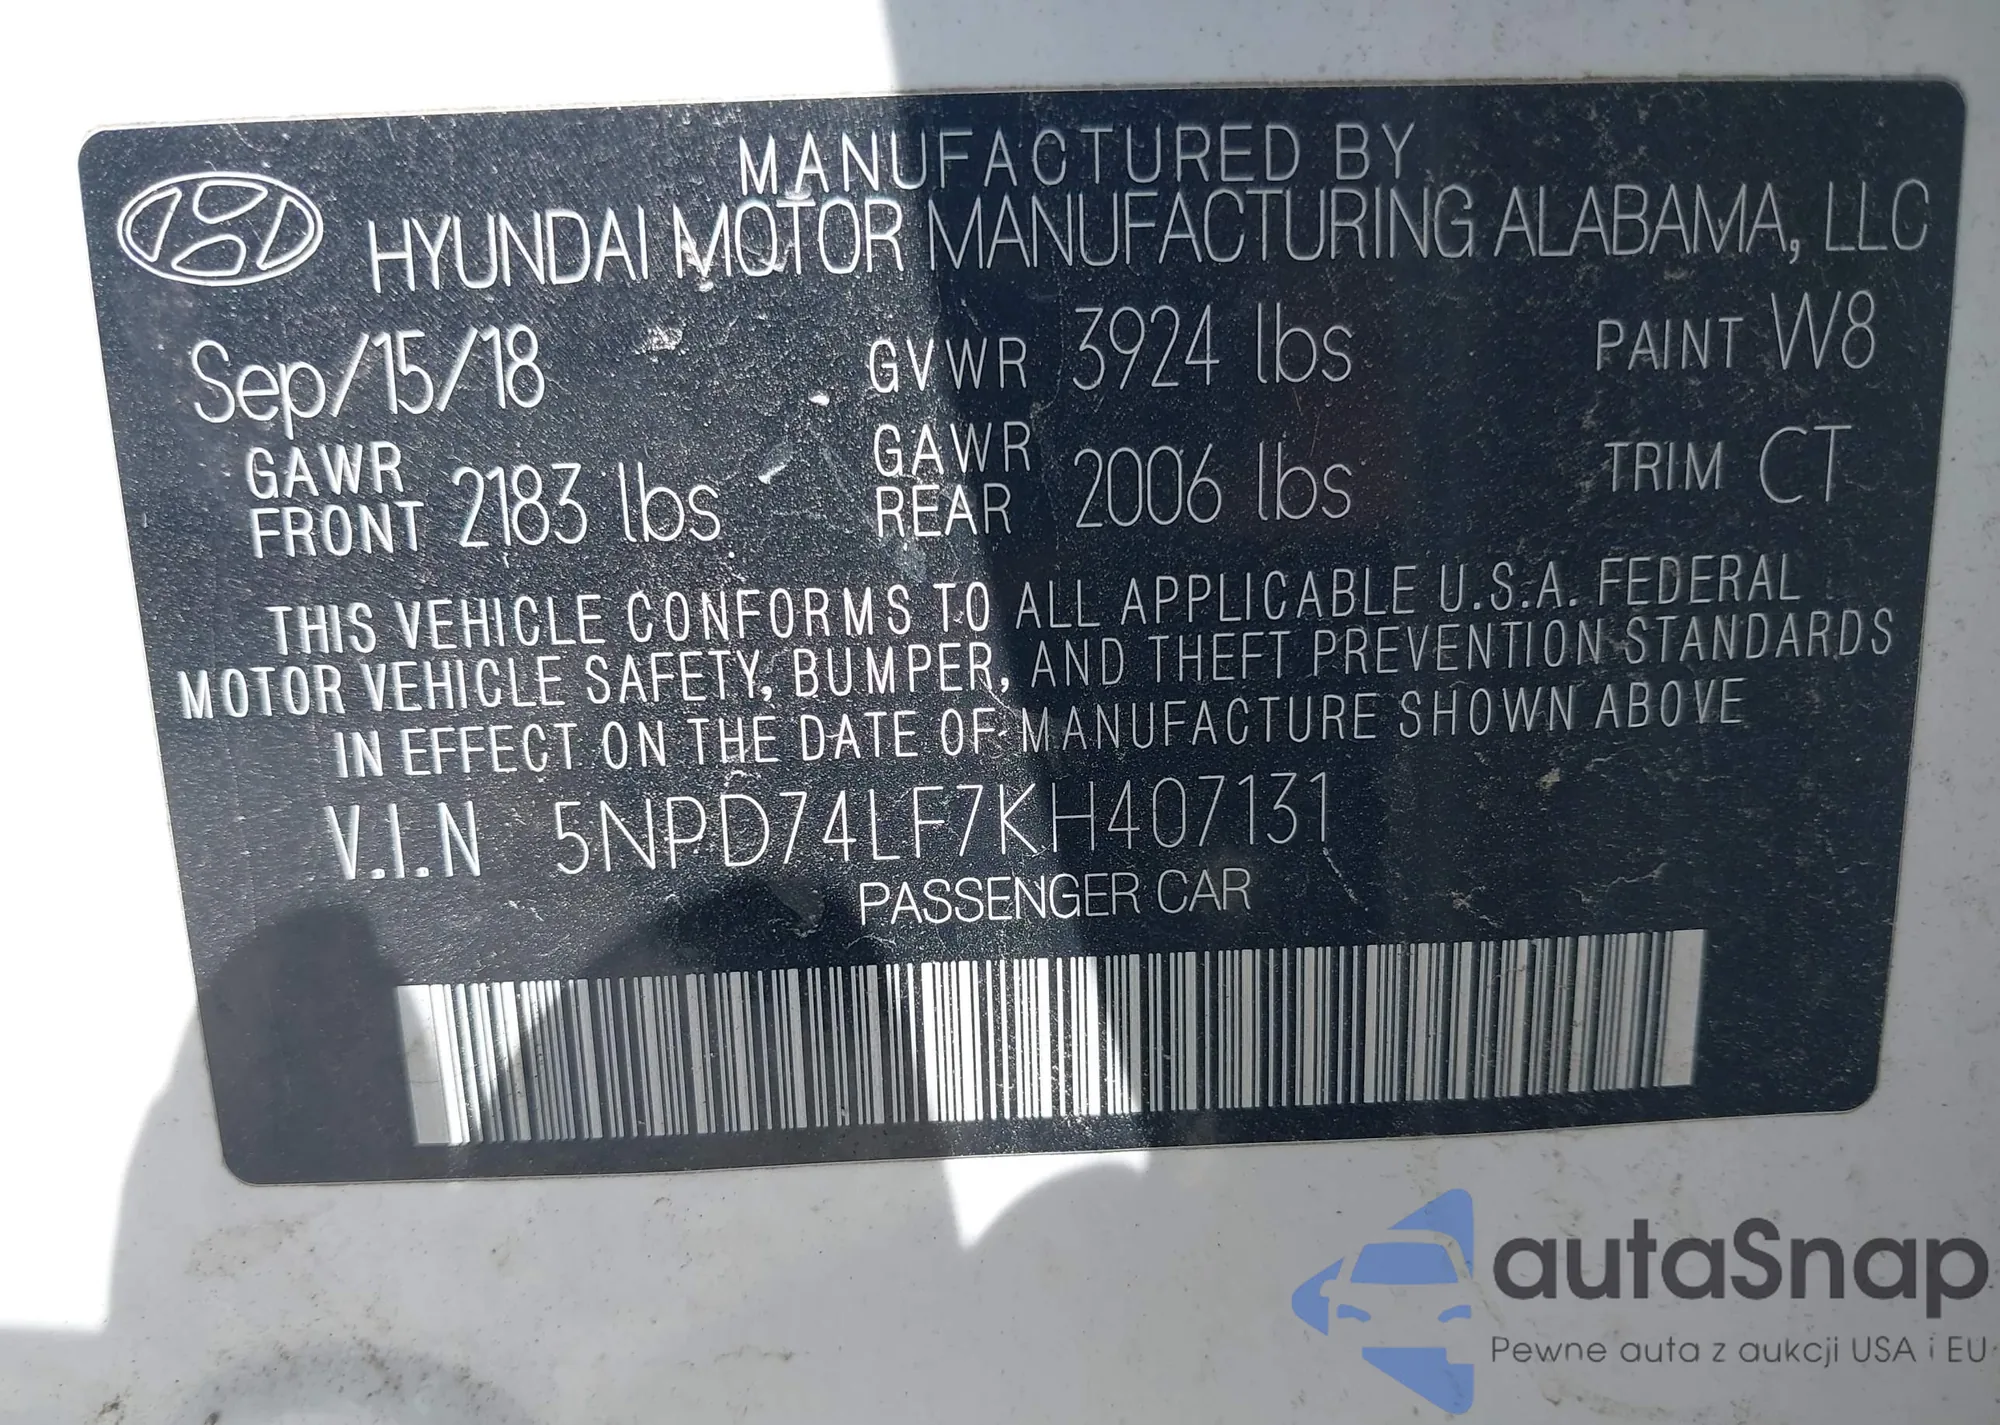 MANUFACTURED BY
HYUNDAI MOTOR MANUFACTURING ALABAMA, LLC
Sep/15/18 GVWR 3924 lbs PAINT W8
GAWR FRONT 2183 lbs GAWR REAR 2006 lbs TRIM CT
THIS VEHICLE CONFORMS TO ALL APPLICABLE U.S.A. FEDERAL
MOTOR VEHICLE SAFETY, BUMPER, AND THEFT PREVENTION STANDARDS
IN EFFECT ON THE DATE OF MANUFACTURE SHOWN ABOVE
V.I.N 5NPD74LF7KH407131
PASSENGER CAR
autaSnap
Pewne auta z aukcji USA i EU